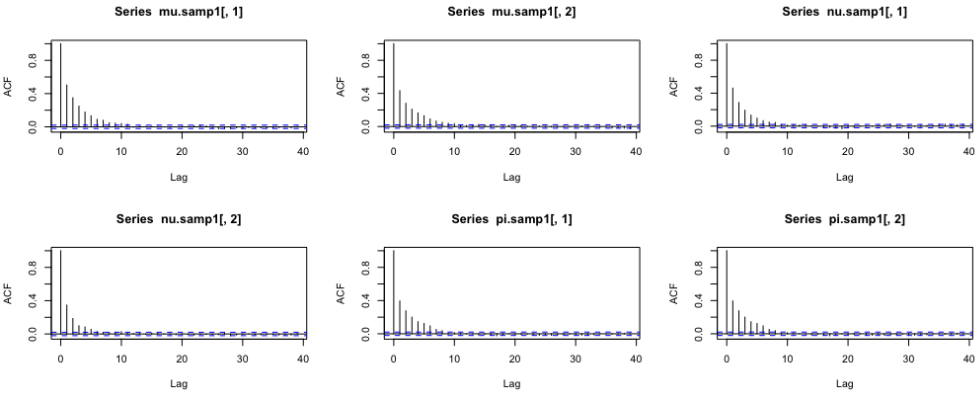 Series mu.samp1[, 1]
ACF
0.0 0.4 0.8
0 10 20 30 40
Lag
Series mu.samp1[, 2]
ACF
0.0 0.4 0.8
0 10 20 30 40
Lag
Series nu.samp1[, 1]
ACF
0.0 0.4 0.8
0 10 20 30 40
Lag
Series nu.samp1[, 2]
ACF
0.0 0.4 0.8
0 10 20 30 40
Lag
Series pi.samp1[, 1]
ACF
0.0 0.4 0.8
0 10 20 30 40
Lag
Series pi.samp1[, 2]
ACF
0.0 0.4 0.8
0 10 20 30 40
Lag